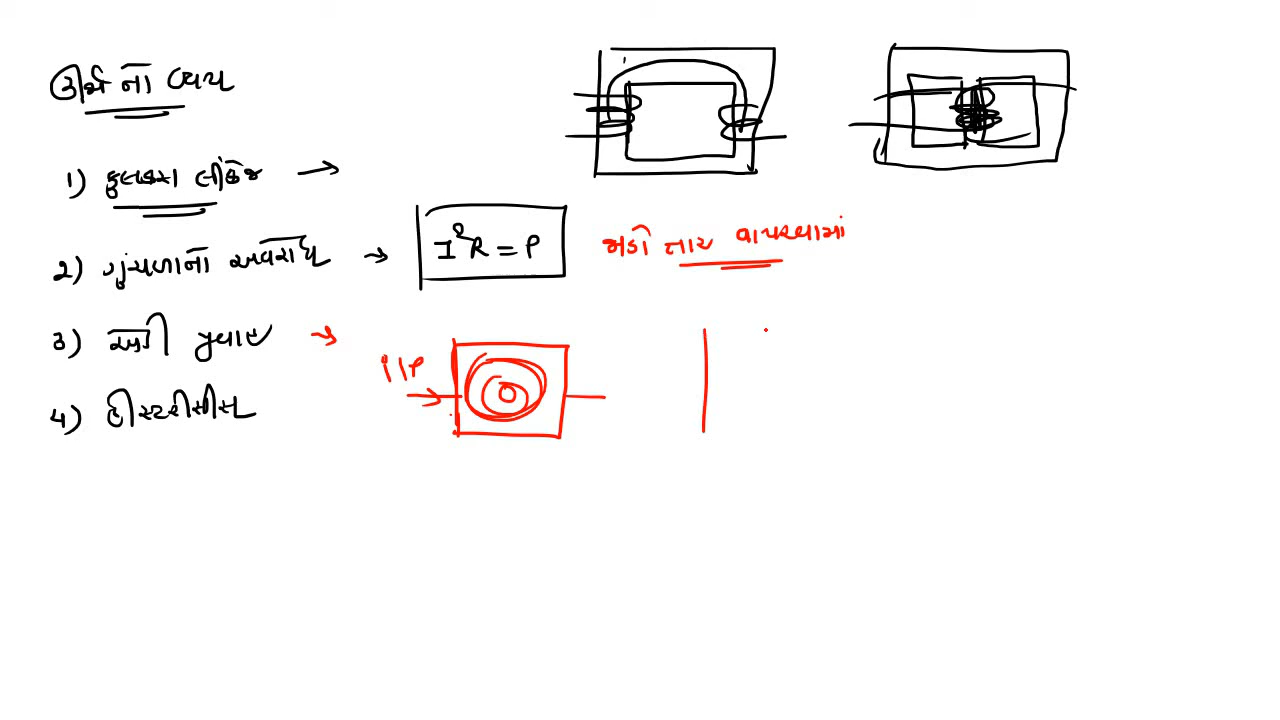 ઊર્જાનો વ્યય
1) ફ્લક્સ લીકેજ →
2) ગૂંચળાનો અવરોધ → I²R = P જાડો તાર વાપરવામાં
3) એડી પ્રવાહ →
i/p
4) હીસ્ટરીસીસ